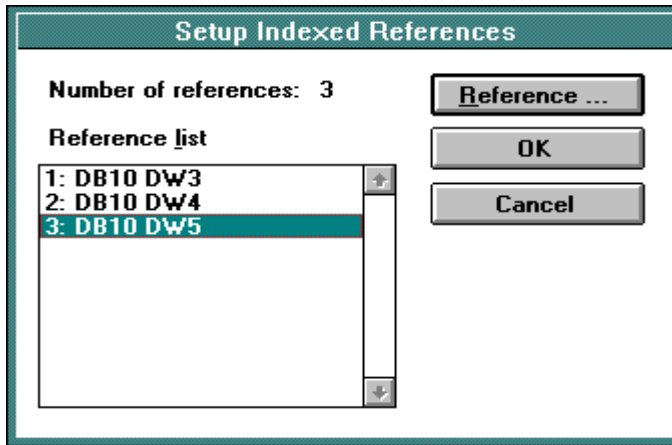 Setup Indexed References
Number of references: 3
Reference ...
Reference list
OK
1: DB10 DW3
2: DB10 DW4
Cancel
3: DB10 DW5